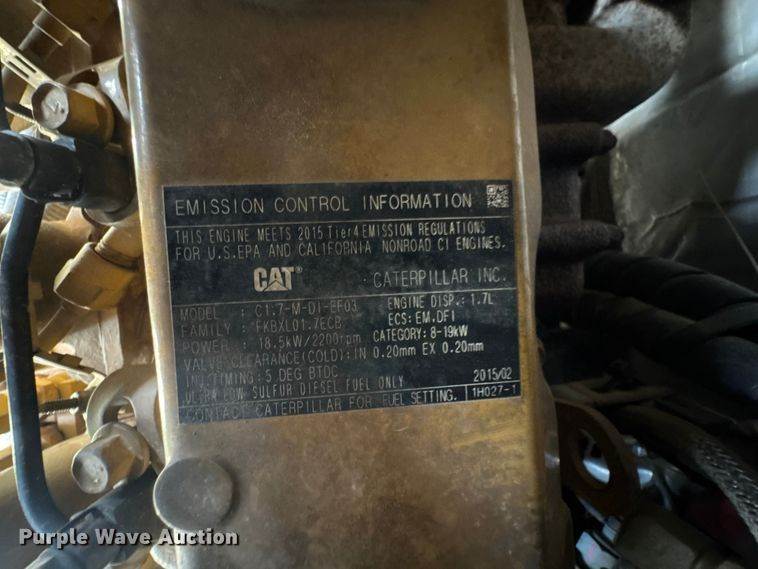 EMISSION CONTROL INFORMATION
THIS ENGINE MEETS 2015 Tier4 EMISSION REGULATIONS
FOR U.S.EPA AND CALIFORNIA NONROAD CI ENGINES.
CAT® CATERPILLAR INC.
MODEL : C1.7-M-DI-EF03 ENGINE DISP.: 1.7L
FAMILY : FKBXL01.7ECB ECS: EM,DFI
POWER : 18.5kW/2200rpm CATEGORY: 8-19kW
VALVE CLEARANCE(COLD): IN 0.20mm EX 0.20mm
INJ.TIMING: 5 DEG BTDC
ULTRA LOW SULFUR DIESEL FUEL ONLY 2015/02
CONTACT CATERPILLAR FOR FUEL SETTING. 1H027-1
Purple Wave Auction